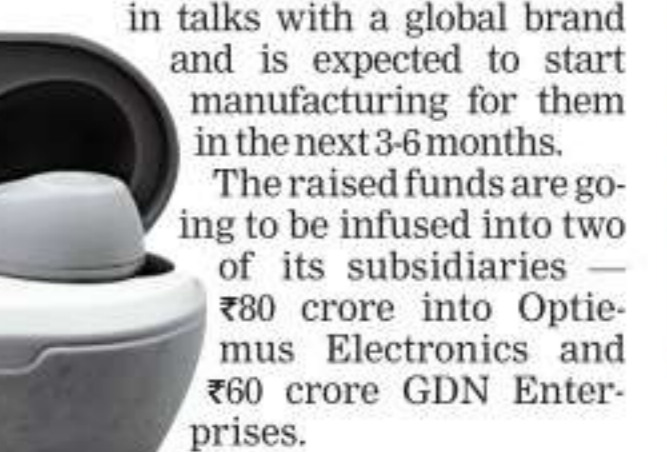 in talks with a global brand
and is expected to start
manufacturing for them
in the next 3-6 months.
The raised funds are go-
ing to be infused into two
of its subsidiaries —
₹80 crore into Optie-
mus Electronics and
₹60 crore GDN Enter-
prises.